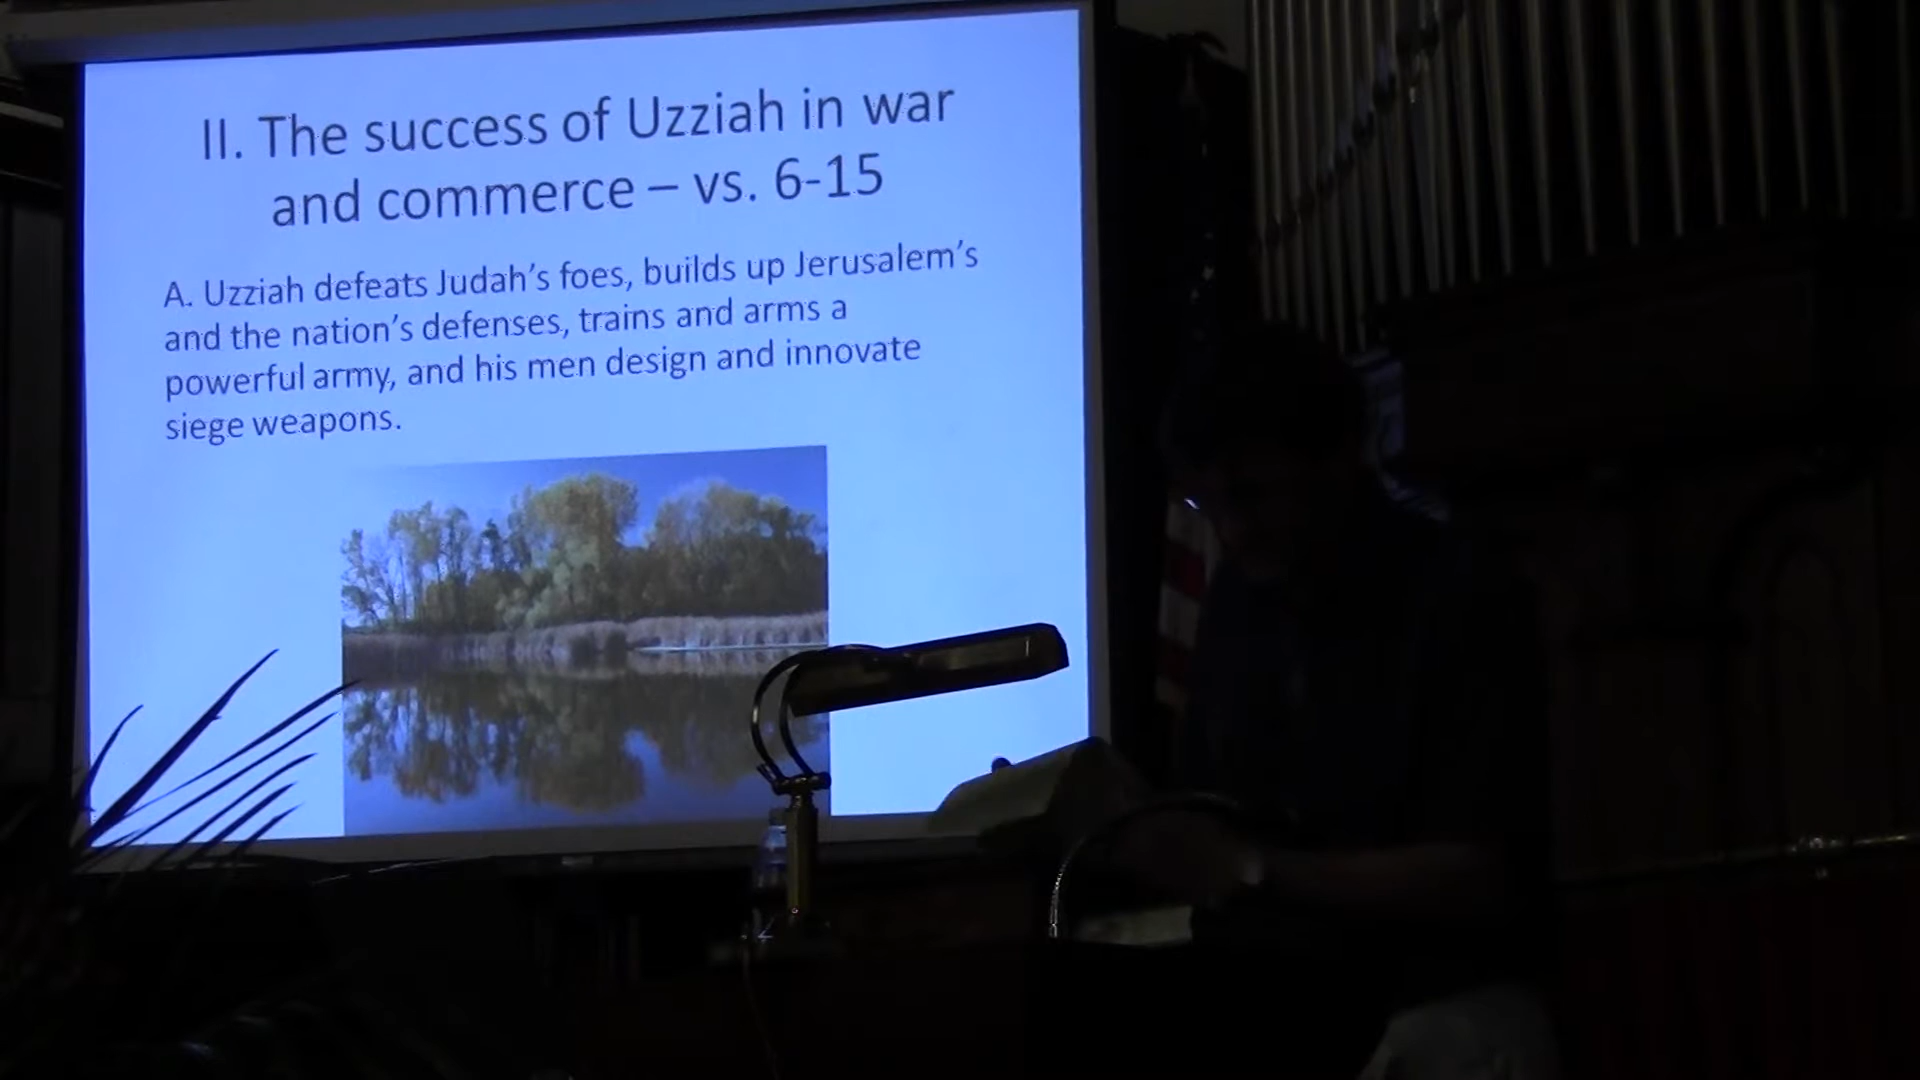 II. The success of Uzziah in war
and commerce – vs. 6-15
A. Uzziah defeats Judah's foes, builds up Jerusalem's
and the nation's defenses, trains and arms a
powerful army, and his men design and innovate
siege weapons.